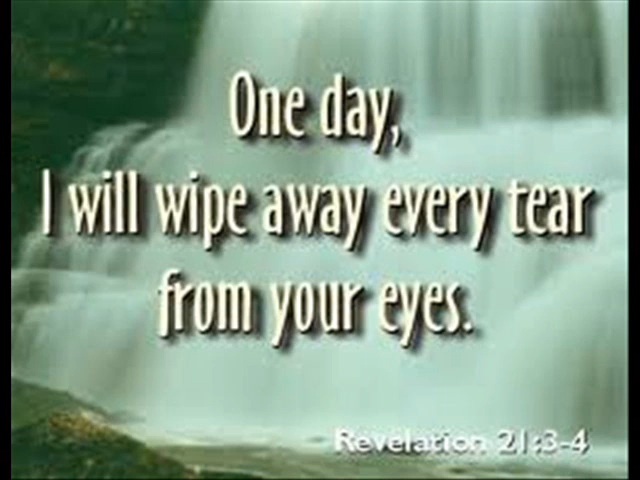 One day,
I will wipe away every tear
from your eyes.
Revelation 21:3-4